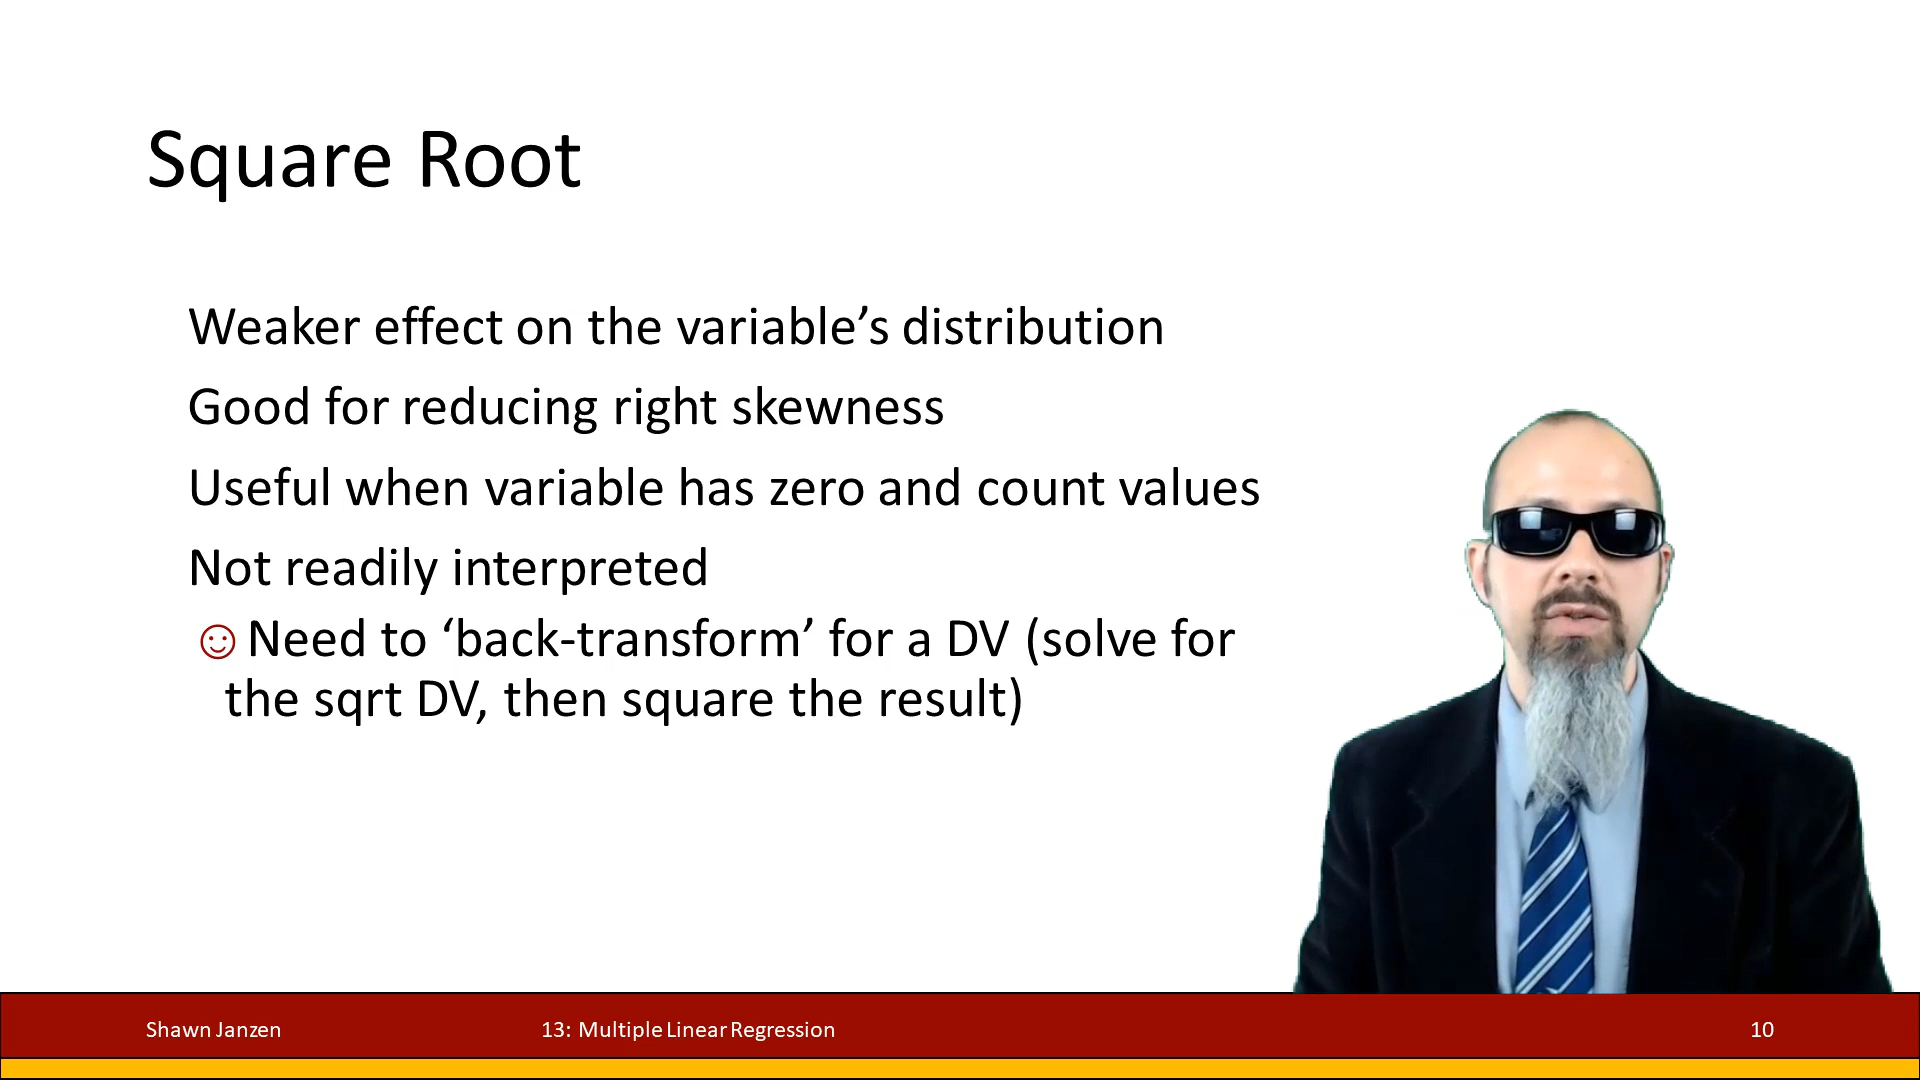 Square Root
Weaker effect on the variable’s distribution
Good for reducing right skewness
Useful when variable has zero and count values
Not readily interpreted
Need to ‘back-transform’ for a DV (solve for
the sqrt DV, then square the result)
Shawn Janzen
13: Multiple Linear Regression
10